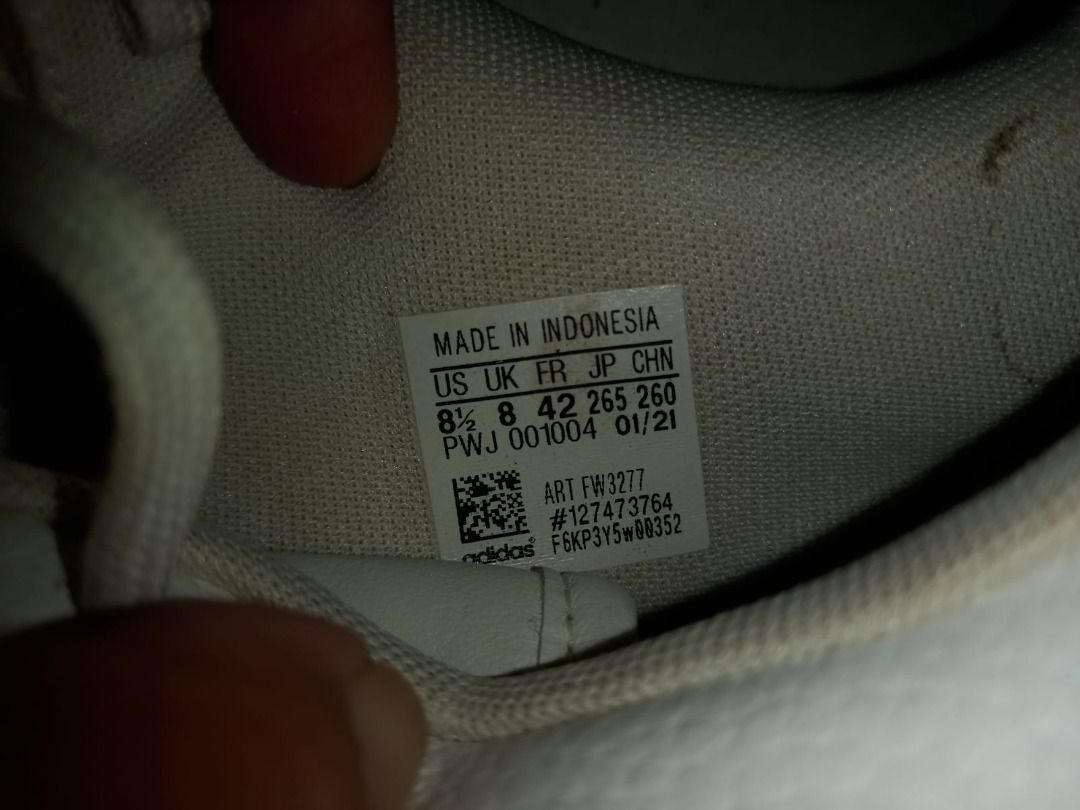 MADE IN INDONESIA
US UK FR JP CHN
8½ 8 42 265 260
PWJ 001004 01/21
ART FW3277
#127473764
F6KP3Y5w00352
adidas®